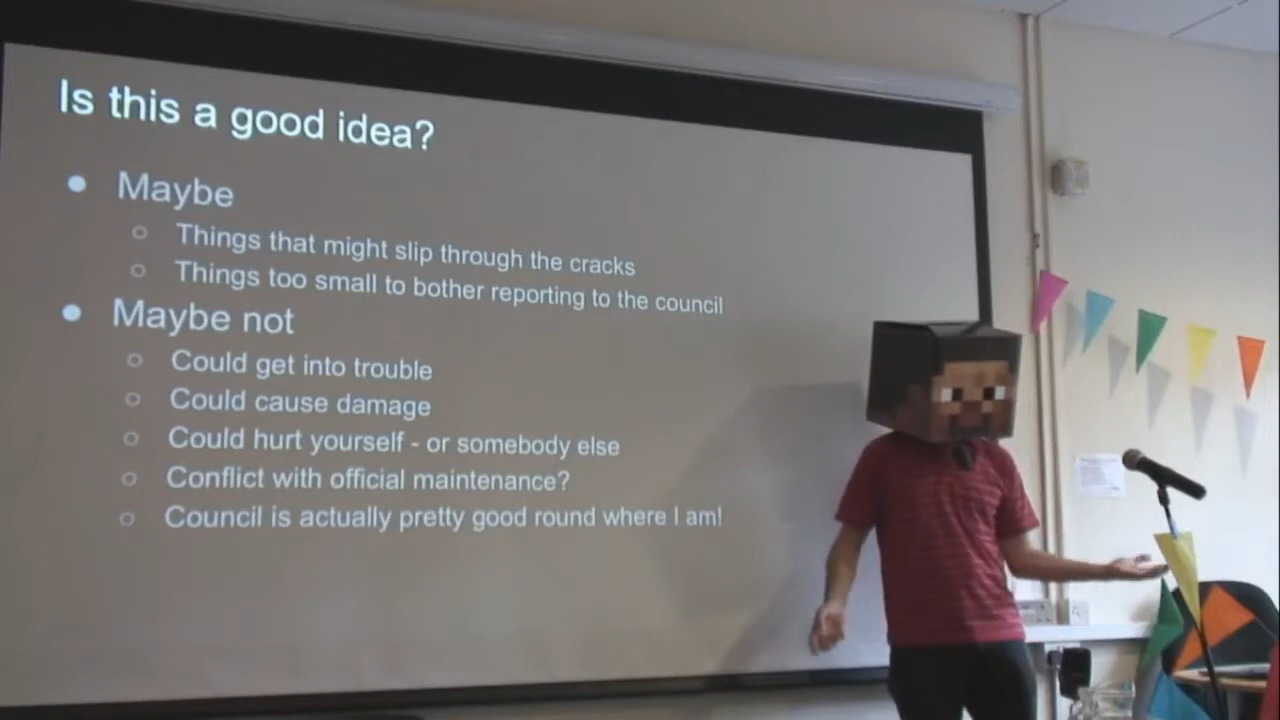 Is this a good idea?
● Maybe
○ Things that might slip through the cracks
○ Things too small to bother reporting to the council
● Maybe not
○ Could get into trouble
○ Could cause damage
○ Could hurt yourself - or somebody else
○ Conflict with official maintenance?
○ Council is actually pretty good round where I am!